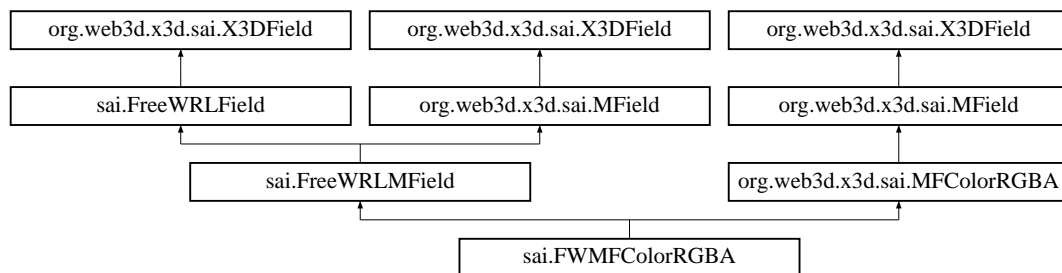 org.web3d.x3d.sai.X3DField
org.web3d.x3d.sai.X3DField
org.web3d.x3d.sai.X3DField
sai.FreeWRLField
org.web3d.x3d.sai.MField
org.web3d.x3d.sai.MField
sai.FreeWRLMField
org.web3d.x3d.sai.MFColorRGBA
sai.FWMFColorRGBA